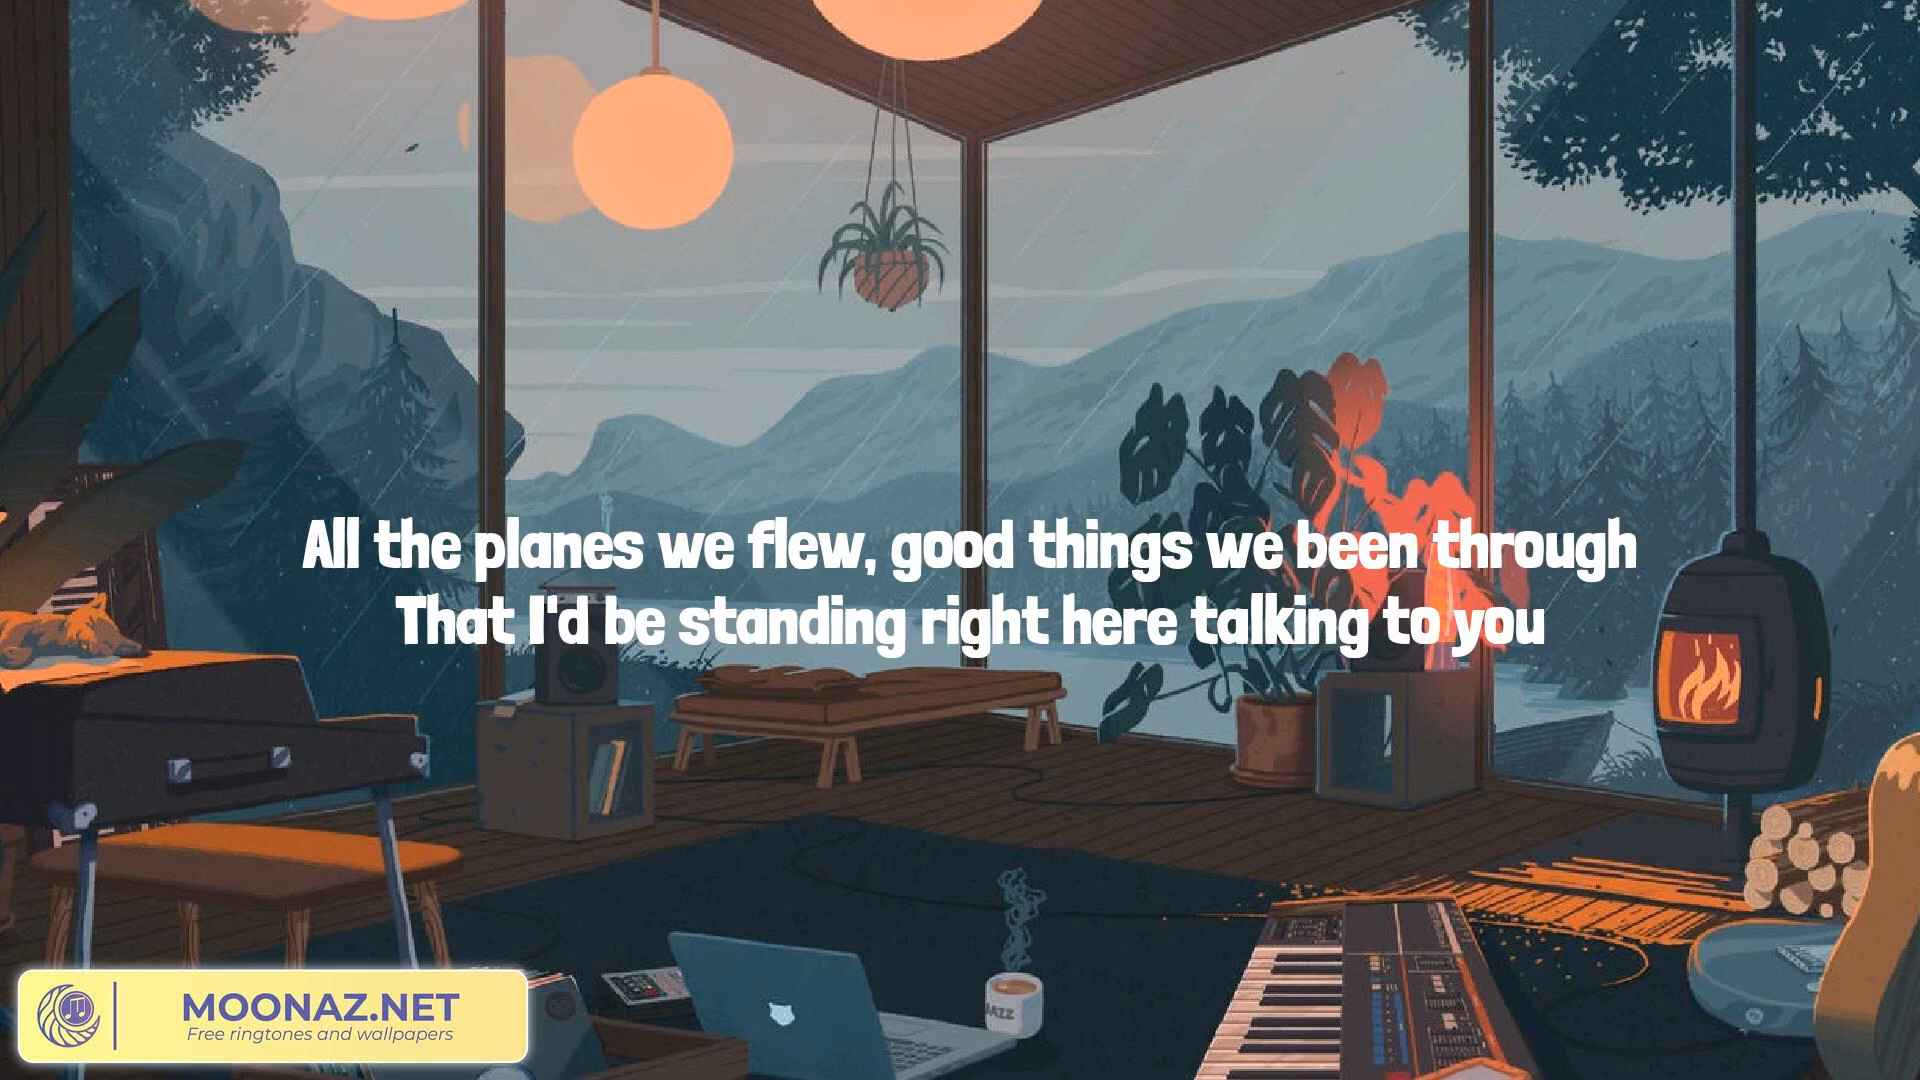 All the planes we flew, good things we been through
That I'd be standing right here talking to you
MOONAZ.NET
Free ringtones and wallpapers
JAZZ